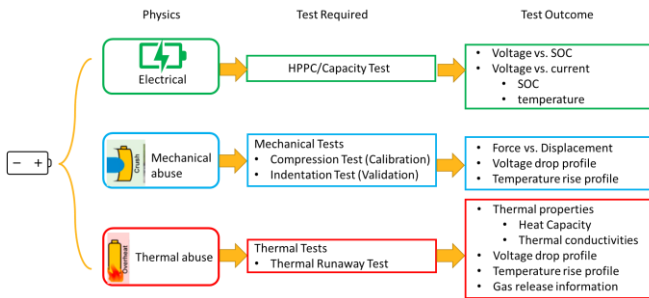 Physics
Test Required
Test Outcome
Electrical
HPPC/Capacity Test
• Voltage vs. SOC
• Voltage vs. current
• SOC
• temperature
− +
Crush
Mechanical
abuse
Mechanical Tests
• Compression Test (Calibration)
• Indentation Test (Validation)
• Force vs. Displacement
• Voltage drop profile
• Temperature rise profile
Overheat
Thermal abuse
Thermal Tests
• Thermal Runaway Test
• Thermal properties
• Heat Capacity
• Thermal conductivities
• Voltage drop profile
• Temperature rise profile
• Gas release information